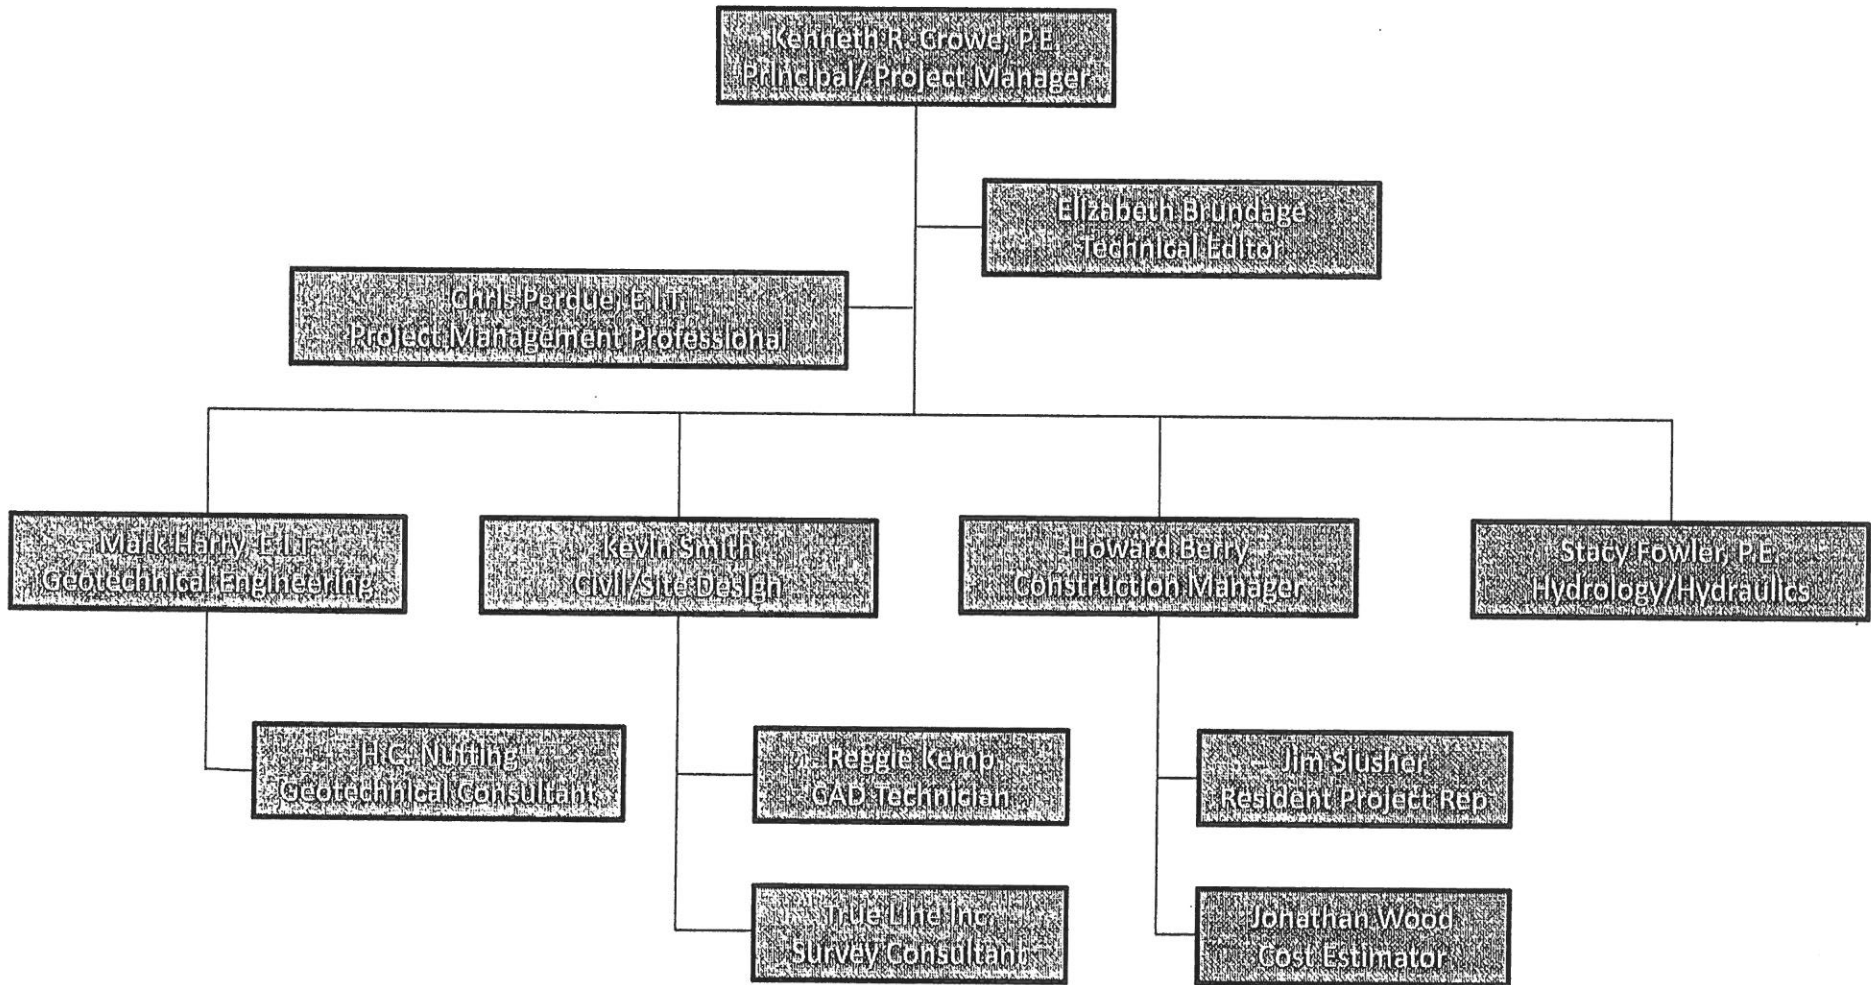 Kenneth R. Crowe, P.E.
Principal/ Project Manager
Elizabeth Brundage
Technical Editor
Chris Perdue, E.I.T.
Project Management Professional
Mark Harry, E.I.T.
Geotechnical Engineering
Kevin Smith
Civil/Site Design
Howard Berry
Construction Manager
Stacy Fowler, P.E.
Hydrology/Hydraulics
H.C. Nutting
Geotechnical Consultant
Reggie Kemp
CAD Technician
Jim Slusher
Resident Project Rep
True Line Inc.
Survey Consultant
Jonathan Wood
Cost Estimator